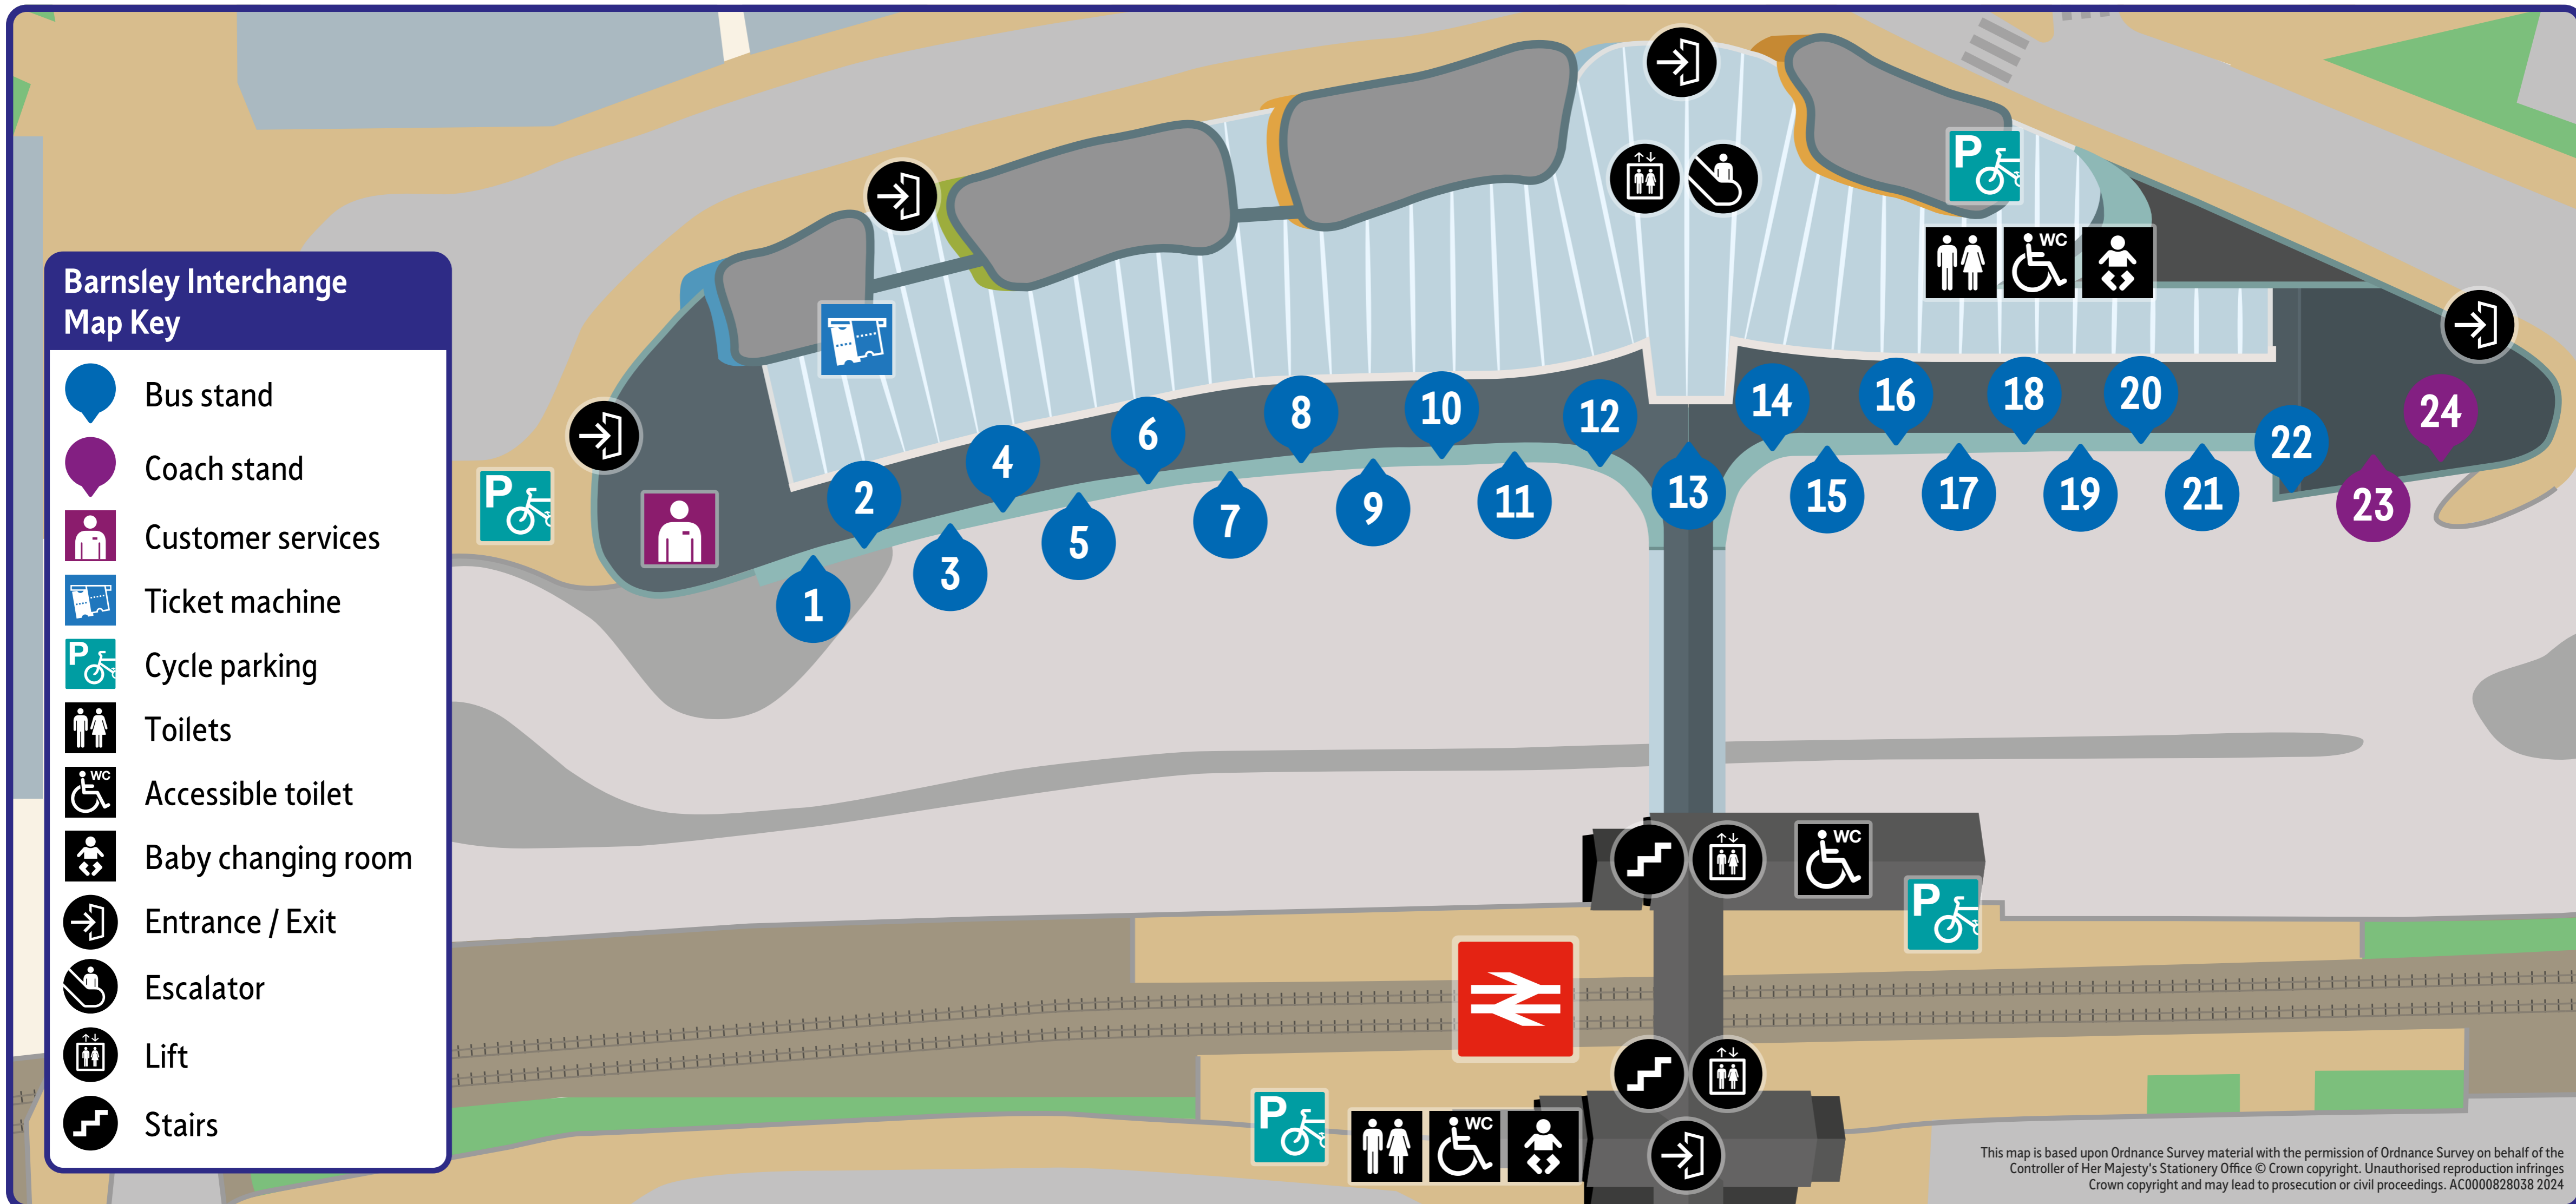 Barnsley Interchange
Map Key
Bus stand
Coach stand
Customer services
Ticket machine
P
Cycle parking
Toilets
WC
Accessible toilet
Baby changing room
Entrance / Exit
Escalator
Lift
Stairs
P
P
WC
1
2
3
4
5
6
7
8
9
10
11
12
13
14
15
16
17
18
19
20
21
22
23
24
WC
P
P
WC
This map is based upon Ordnance Survey material with the permission of Ordnance Survey on behalf of the
Controller of Her Majesty's Stationery Office © Crown copyright. Unauthorised reproduction infringes
Crown copyright and may lead to prosecution or civil proceedings. AC0000828038 2024